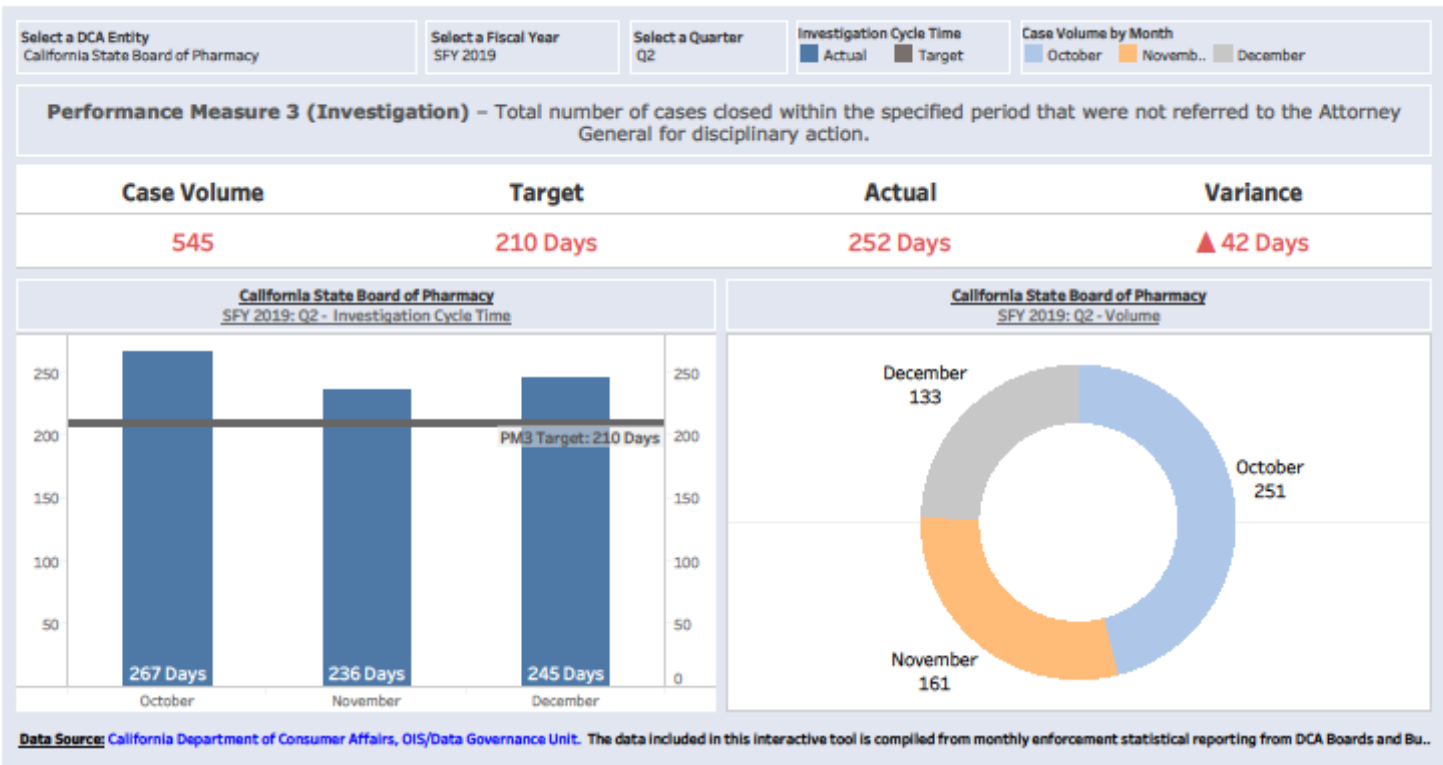 Select a DCA Entity
California State Board of Pharmacy
Select a Fiscal Year
SFY 2019
Select a Quarter
Q2
Investigation Cycle Time
Actual Target
Case Volume by Month
October Novemb.. December
Performance Measure 3 (Investigation) – Total number of cases closed within the specified period that were not referred to the Attorney
General for disciplinary action.
Case Volume Target Actual Variance
545 210 Days 252 Days ▲ 42 Days
California State Board of Pharmacy
SFY 2019: Q2 - Investigation Cycle Time
250 250
200 200
150 150
100 100
50 50
0
PM3 Target: 210 Days
267 Days 236 Days 245 Days
October November December
California State Board of Pharmacy
SFY 2019: Q2 - Volume
December
133
October
251
November
161
Data Source: California Department of Consumer Affairs, OIS/Data Governance Unit. The data included in this interactive tool is compiled from monthly enforcement statistical reporting from DCA Boards and Bu..